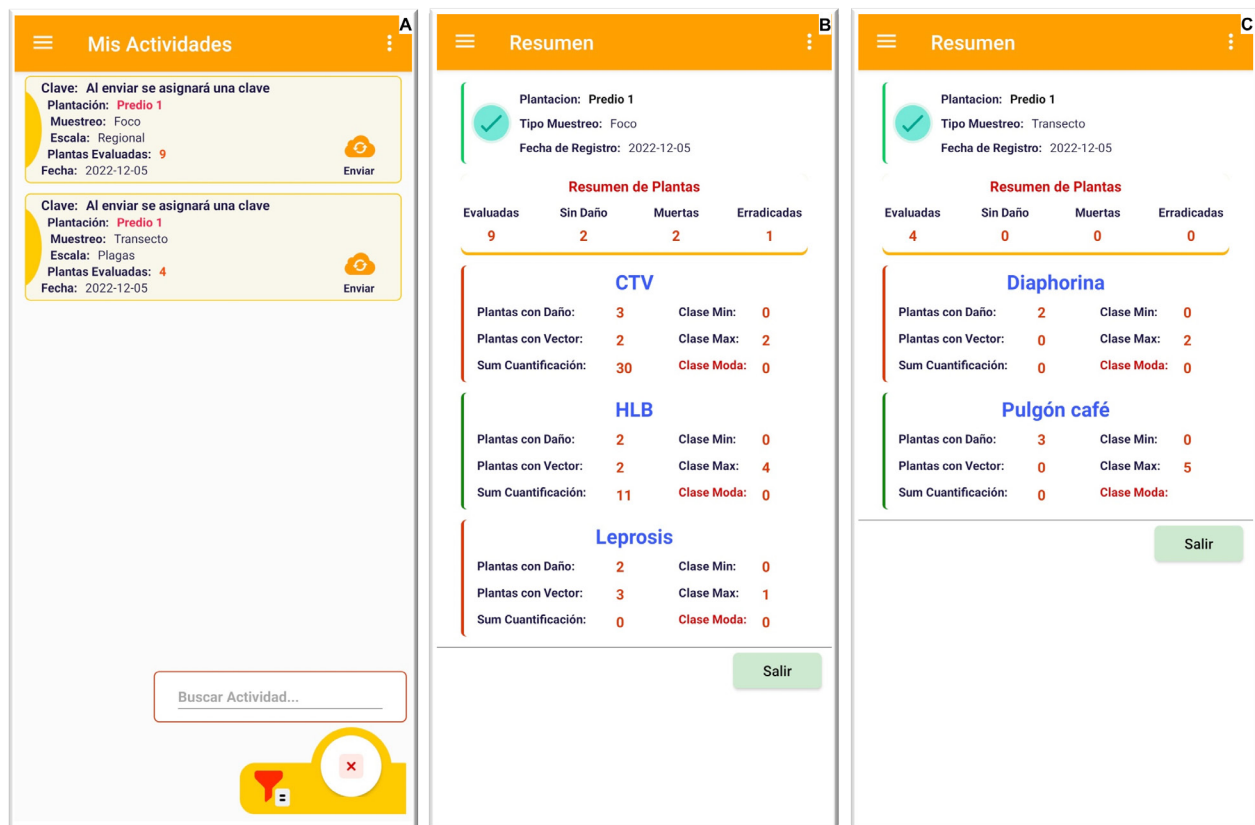 A
Mis Actividades
Clave: Al enviar se asignará una clave
Plantación: Predio 1
Muestreo: Foco
Escala: Regional
Plantas Evaluadas: 9
Fecha: 2022-12-05
Enviar
Clave: Al enviar se asignará una clave
Plantación: Predio 1
Muestreo: Transecto
Escala: Plagas
Plantas Evaluadas: 4
Fecha: 2022-12-05
Enviar
Buscar Actividad...
B
Resumen
Plantacion: Predio 1
Tipo Muestreo: Foco
Fecha de Registro: 2022-12-05
Resumen de Plantas
Evaluadas Sin Daño Muertas Erradicadas
9 2 2 1
CTV
Plantas con Daño: 3 Clase Min: 0
Plantas con Vector: 2 Clase Max: 2
Sum Cuantificación: 30 Clase Moda: 0
HLB
Plantas con Daño: 2 Clase Min: 0
Plantas con Vector: 2 Clase Max: 4
Sum Cuantificación: 11 Clase Moda: 0
Leprosis
Plantas con Daño: 2 Clase Min: 0
Plantas con Vector: 3 Clase Max: 1
Sum Cuantificación: 0 Clase Moda: 0
Salir
C
Resumen
Plantacion: Predio 1
Tipo Muestreo: Transecto
Fecha de Registro: 2022-12-05
Resumen de Plantas
Evaluadas Sin Daño Muertas Erradicadas
4 0 0 0
Diaphorina
Plantas con Daño: 2 Clase Min: 0
Plantas con Vector: 0 Clase Max: 2
Sum Cuantificación: 0 Clase Moda: 0
Pulgón café
Plantas con Daño: 3 Clase Min: 0
Plantas con Vector: 0 Clase Max: 5
Sum Cuantificación: 0 Clase Moda:
Salir